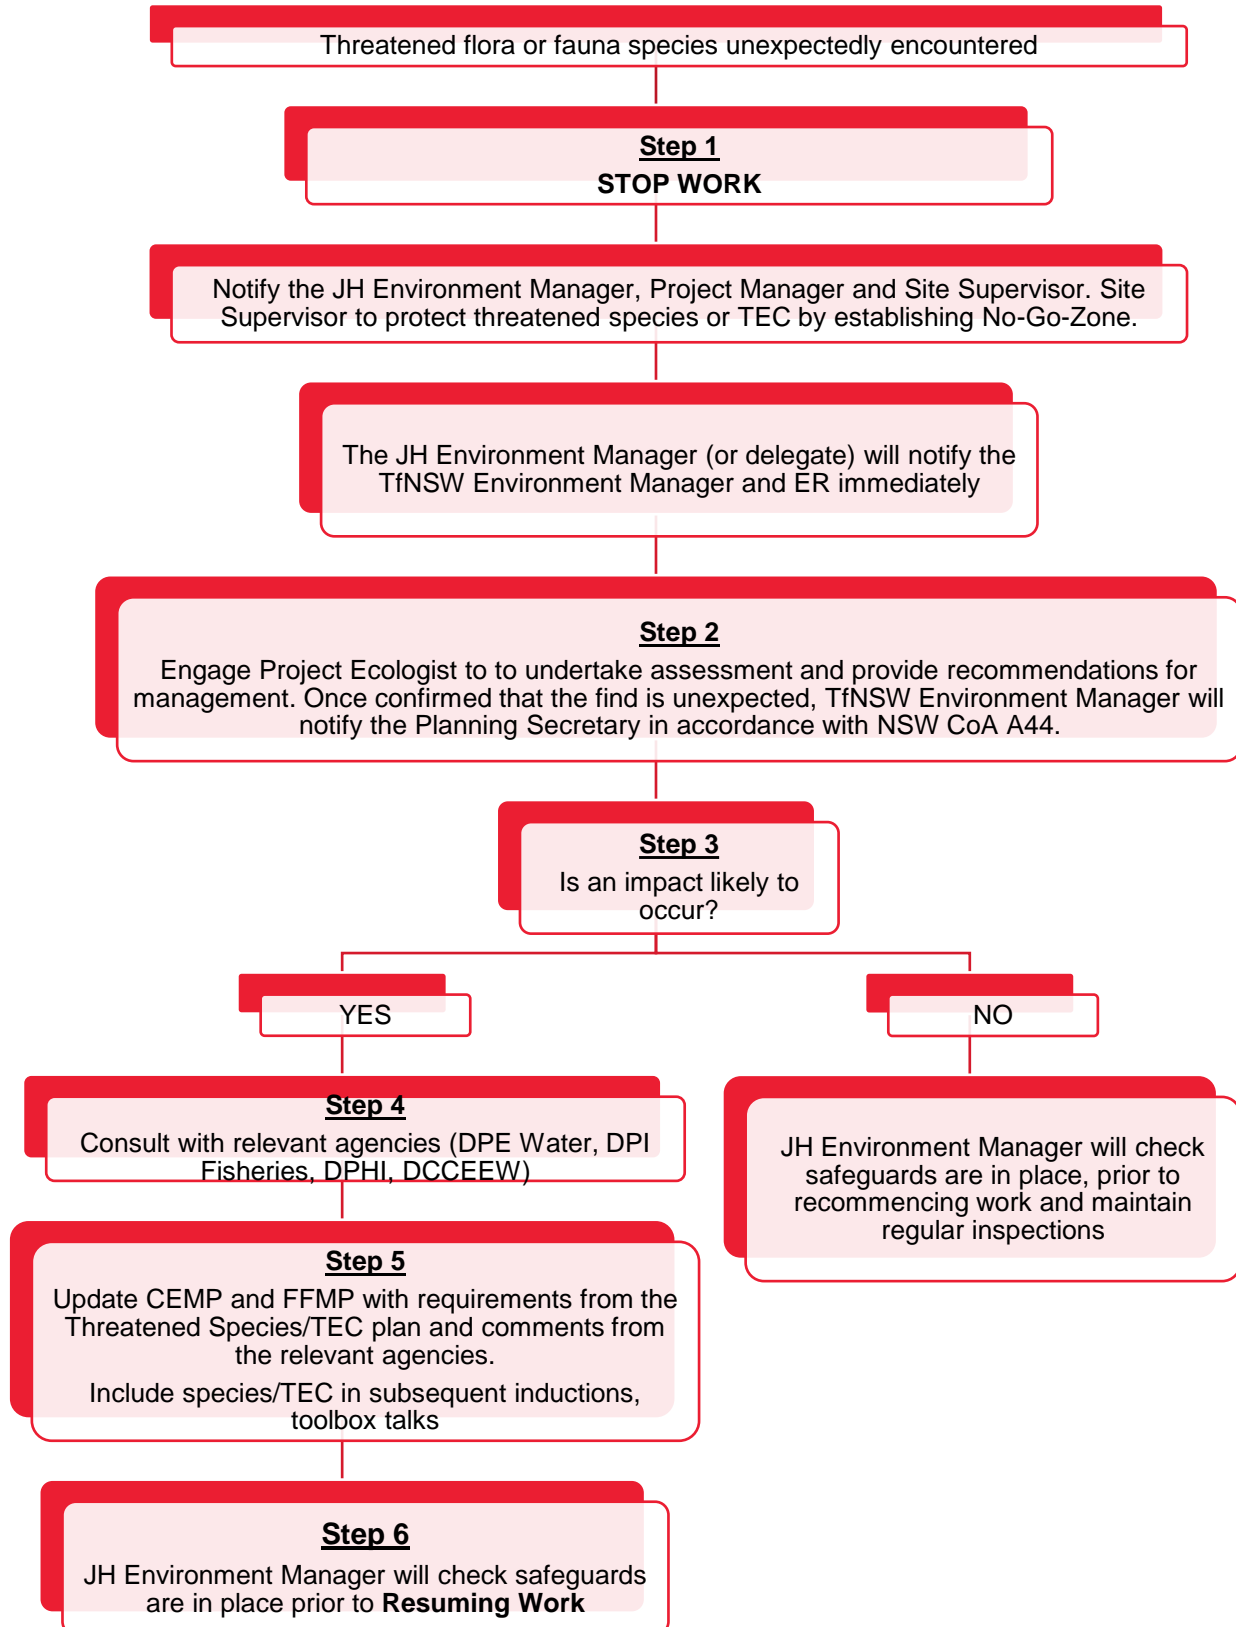 Threatened flora or fauna species unexpectedly encountered
Step 1
STOP WORK
Notify the JH Environment Manager, Project Manager and Site Supervisor. Site
Supervisor to protect threatened species or TEC by establishing No-Go-Zone.
The JH Environment Manager (or delegate) will notify the
TfNSW Environment Manager and ER immediately
Step 2
Engage Project Ecologist to to undertake assessment and provide recommendations for
management. Once confirmed that the find is unexpected, TfNSW Environment Manager will
notify the Planning Secretary in accordance with NSW CoA A44.
Step 3
Is an impact likely to
occur?
YES
NO
Step 4
Consult with relevant agencies (DPE Water, DPI
Fisheries, DPHI, DCCEEW)
JH Environment Manager will check
safeguards are in place, prior to
recommencing work and maintain
regular inspections
Step 5
Update CEMP and FFMP with requirements from the
Threatened Species/TEC plan and comments from
the relevant agencies.
Include species/TEC in subsequent inductions,
toolbox talks
Step 6
JH Environment Manager will check safeguards
are in place prior to Resuming Work